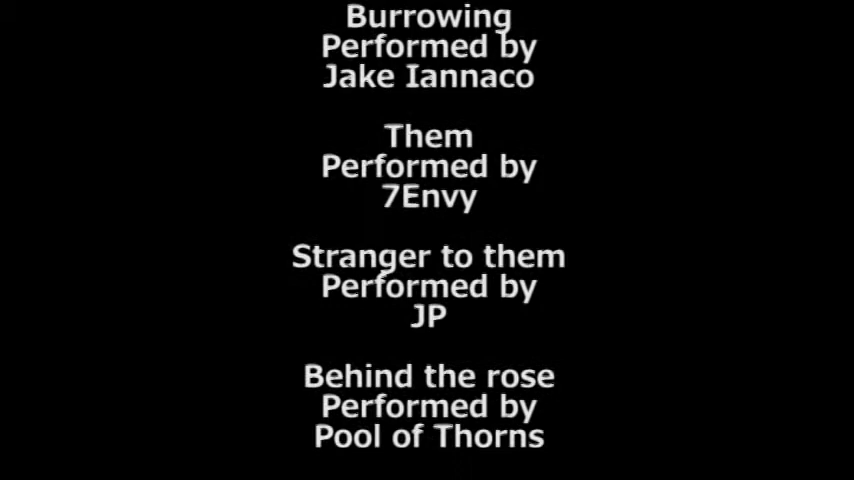 Burrowing
Performed by
Jake Iannaco
Them
Performed by
7Envy
Stranger to them
Performed by
JP
Behind the rose
Performed by
Pool of Thorns